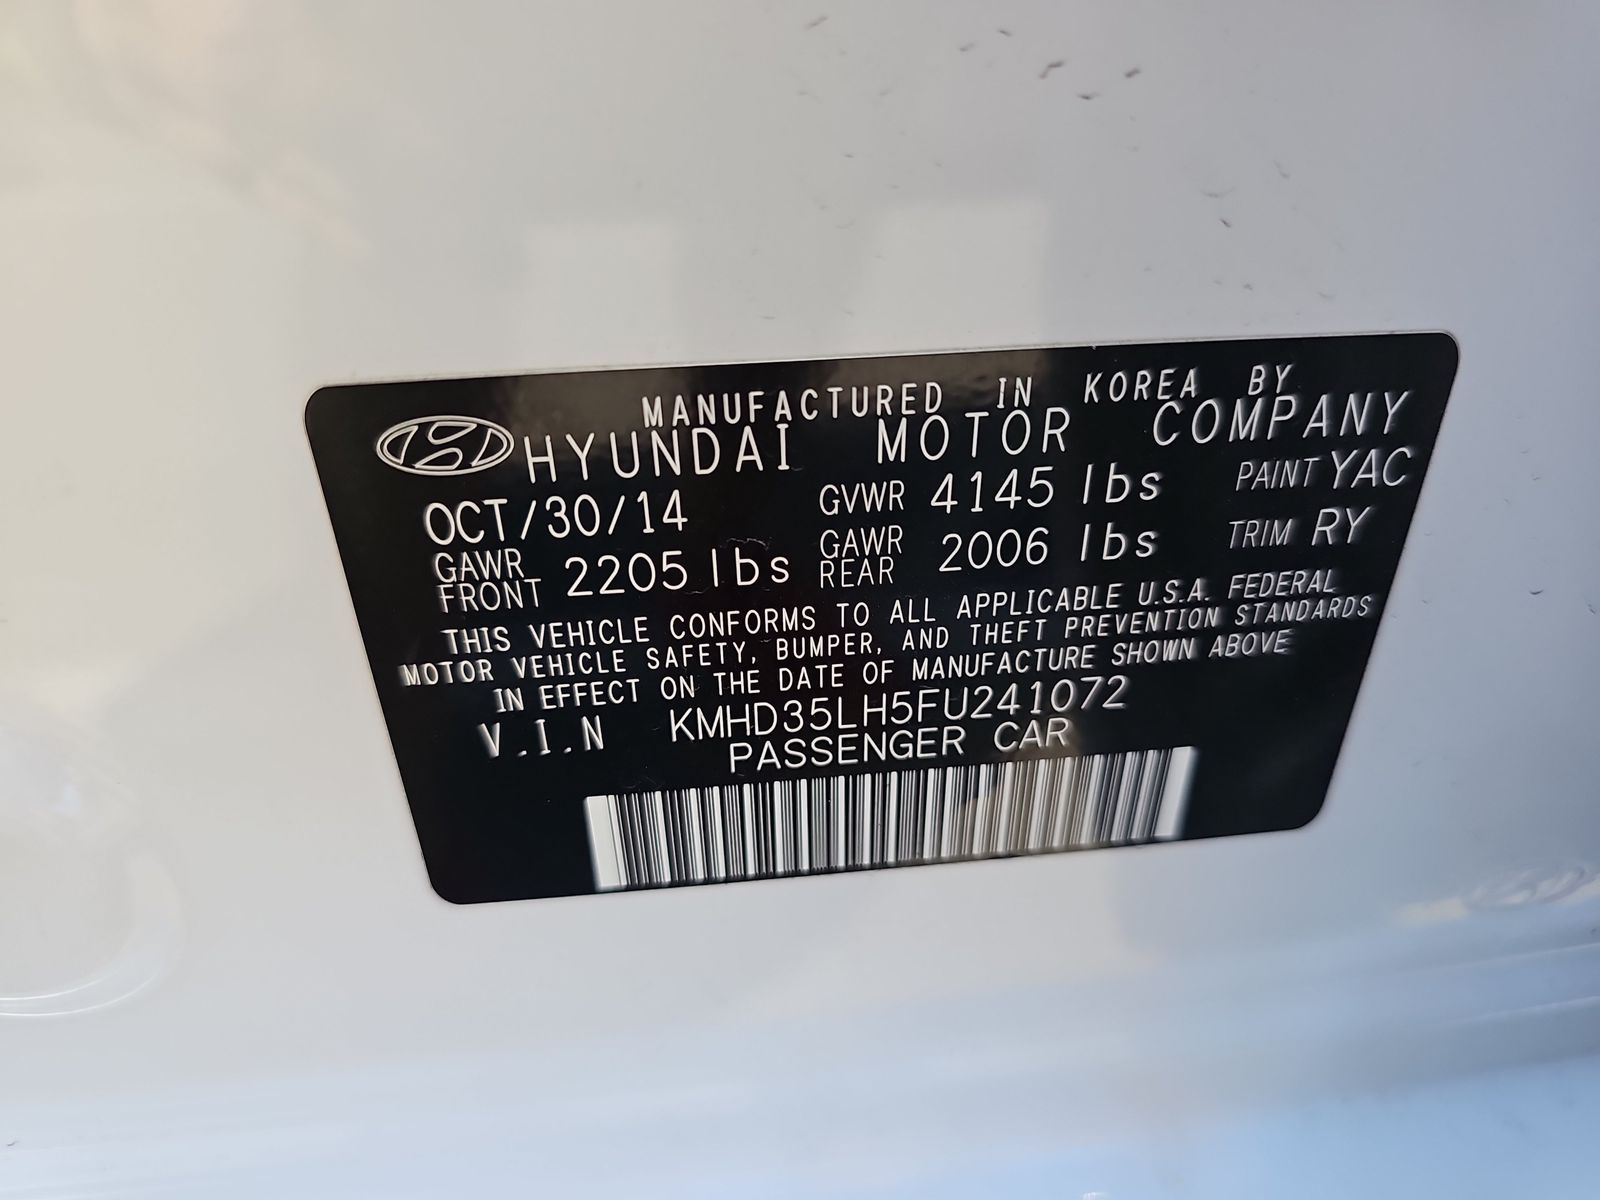 MANUFACTURED IN KOREA BY
HYUNDAI MOTOR COMPANY
OCT/30/14 GVWR 4145 lbs PAINT YAC
GAWR FRONT 2205 lbs GAWR REAR 2006 lbs TRIM RY
THIS VEHICLE CONFORMS TO ALL APPLICABLE U.S.A. FEDERAL
MOTOR VEHICLE SAFETY, BUMPER, AND THEFT PREVENTION STANDARDS
IN EFFECT ON THE DATE OF MANUFACTURE SHOWN ABOVE
V.I.N KMHD35LH5FU241072
PASSENGER CAR